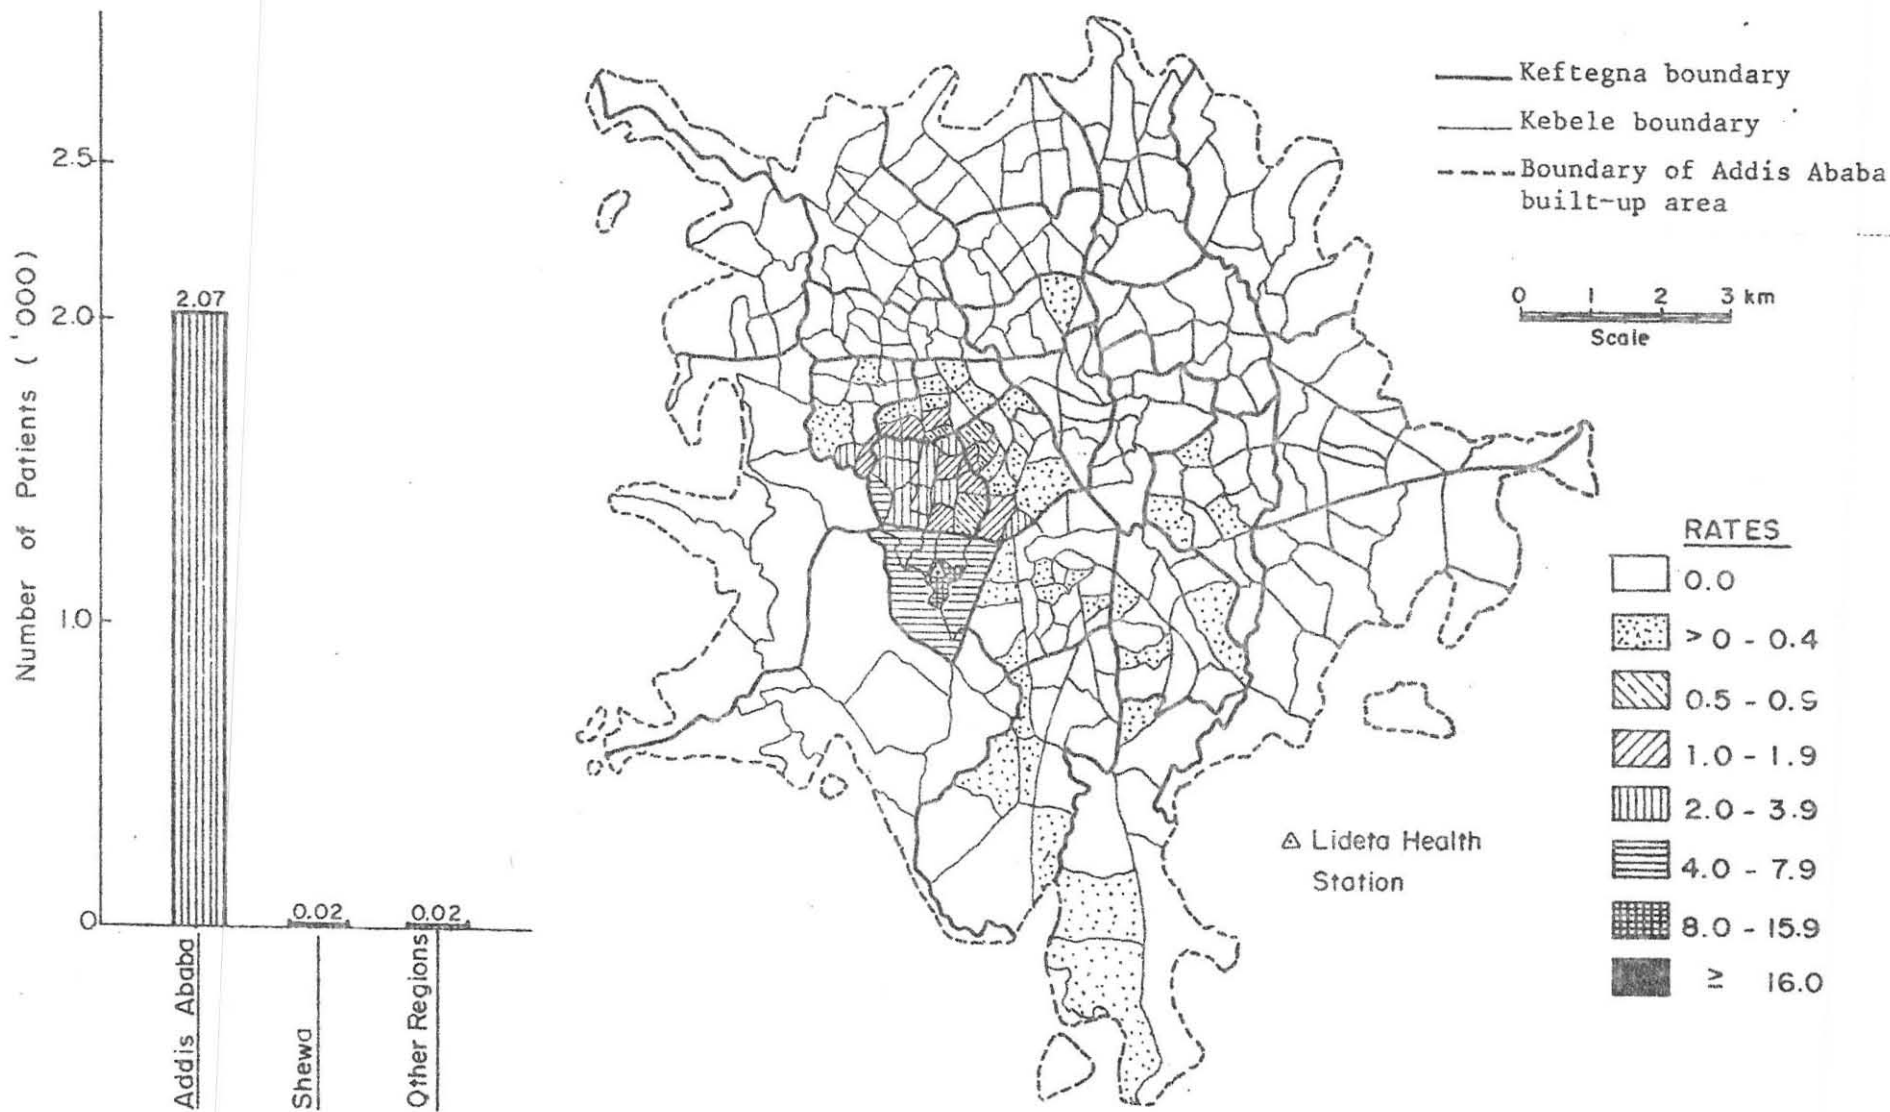 Number of Patients ('000)
2.5
2.0
1.0
0
2.07
0.02
0.02
Addis Ababa
Shewa
Other Regions
Keftegna boundary
Kebele boundary
Boundary of Addis Ababa
built-up area
0 1 2 3 km
Scale
RATES
0.0
> 0 - 0.4
0.5 - 0.9
1.0 - 1.9
2.0 - 3.9
4.0 - 7.9
8.0 - 15.9
≥ 16.0
Lideta Health
Station